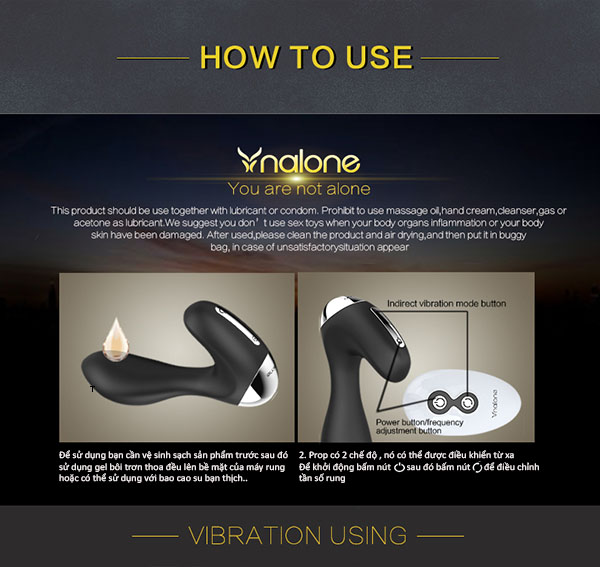 HOW TO USE
Ynalone
You are not alone
This product should be use together with lubricant or condom. Prohibit to use massage oil,hand cream,cleanser,gas or
acetone as lubricant.We suggest you don't use sex toys when your body organs inflammation or your body
skin have been damaged. After used,please clean the product and air drying,and then put it in buggy
bag, in case of unsatisfactorysituation appear
Indirect vibration mode button
Ynalone
T
Power button/frequency
adjustment button
Để sử dụng bạn cần vệ sinh sạch sản phẩm trước sau đó
sử dụng gel bôi trơn thoa đều lên bề mặt của máy rung
hoặc có thể sử dụng với bao cao su bạn thịch..
2. Prop có 2 chế độ , nó có thể được điều khiển từ xa
Để khởi động bấm nút sau đó bấm nút để điều chỉnh
tần số rung
VIBRATION USING